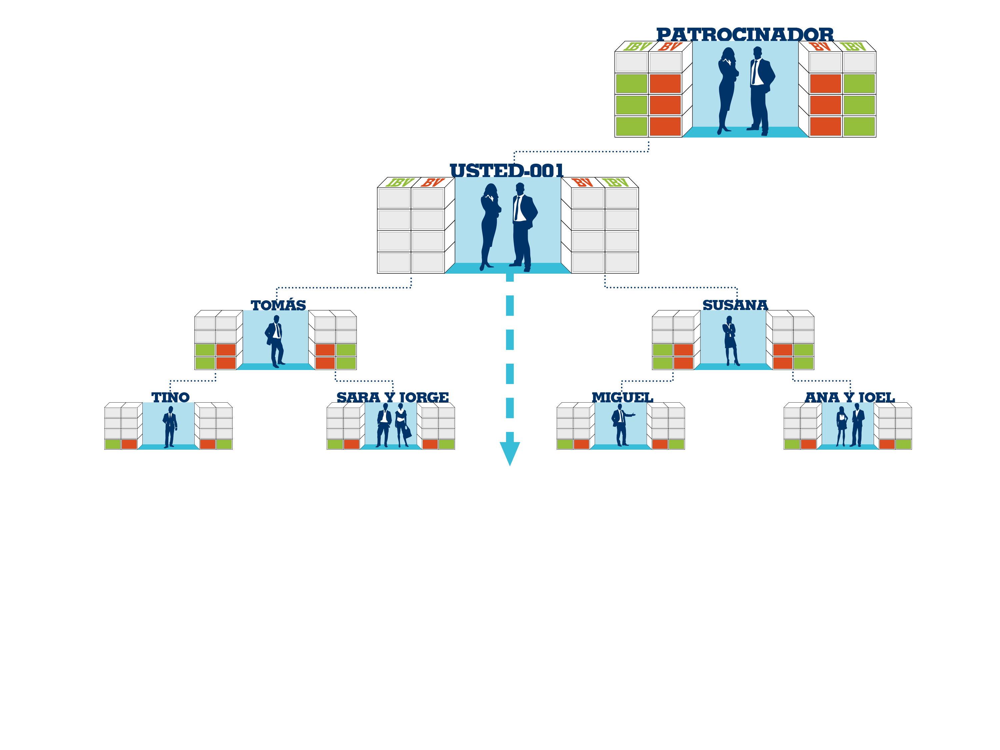 PATROCINADOR
IBV BV BV IBV
USTED-001
IBV BV BV IBV
TOMÁS
SUSANA
TINO
SARA Y JORGE
MIGUEL
ANA Y JOEL